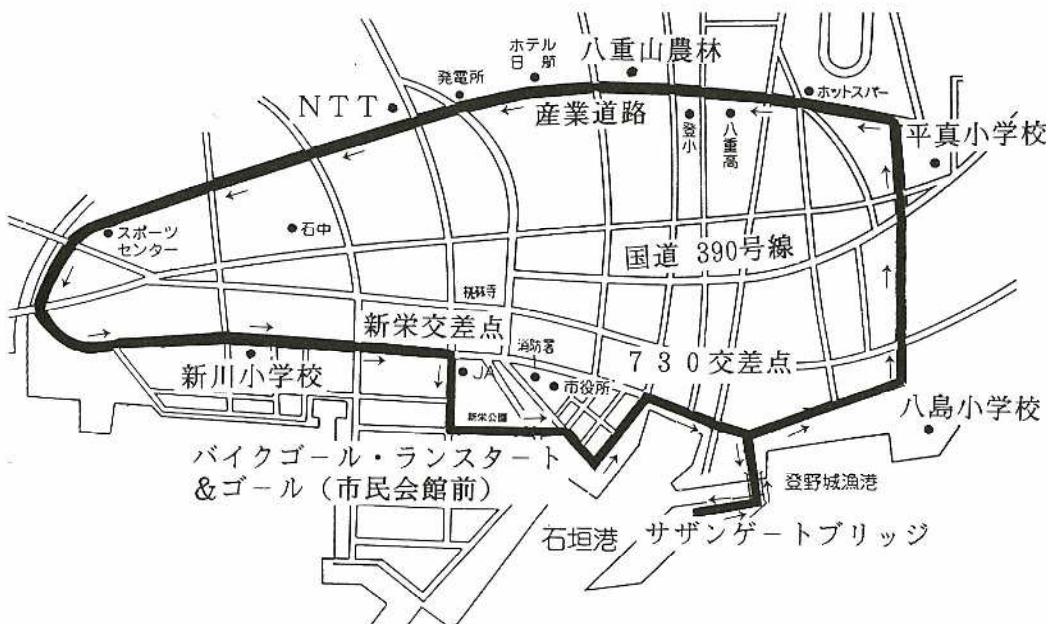 ホテル
日航
八重山農林
発電所
ホットスパー
NTT
産業道路
登小
八重高
平真小学校
スポーツ
センター
石中
国道 390号線
桃林寺
新栄交差点
消防署
730交差点
新川小学校
JA
市役所
八島小学校
新栄公園
バイクゴール・ランスタート
&ゴール(市民会館前)
登野城漁港
石垣港
サザンゲートブリッジ